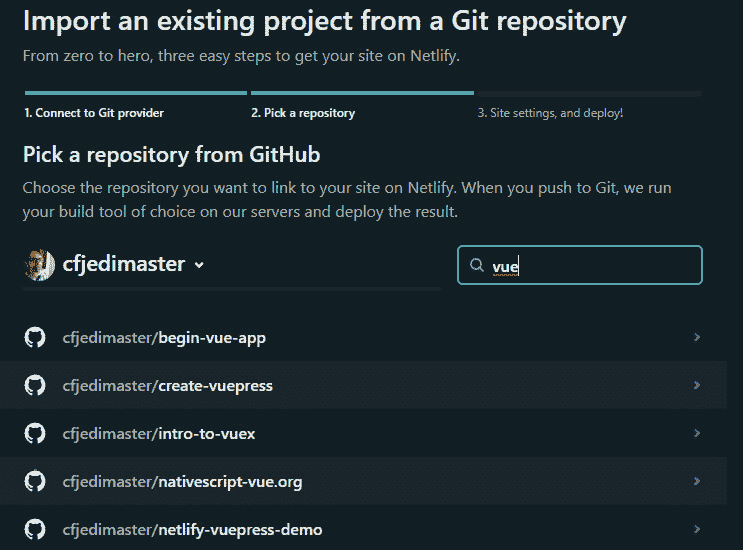 Import an existing project from a Git repository
From zero to hero, three easy steps to get your site on Netlify.
1. Connect to Git provider
2. Pick a repository
3. Site settings, and deploy!
Pick a repository from GitHub
Choose the repository you want to link to your site on Netlify. When you push to Git, we run
your build tool of choice on our servers and deploy the result.
cfjedimaster
vue
cfjedimaster/begin-vue-app
cfjedimaster/create-vuepress
cfjedimaster/intro-to-vuex
cfjedimaster/nativescript-vue.org
cfjedimaster/netlify-vuepress-demo